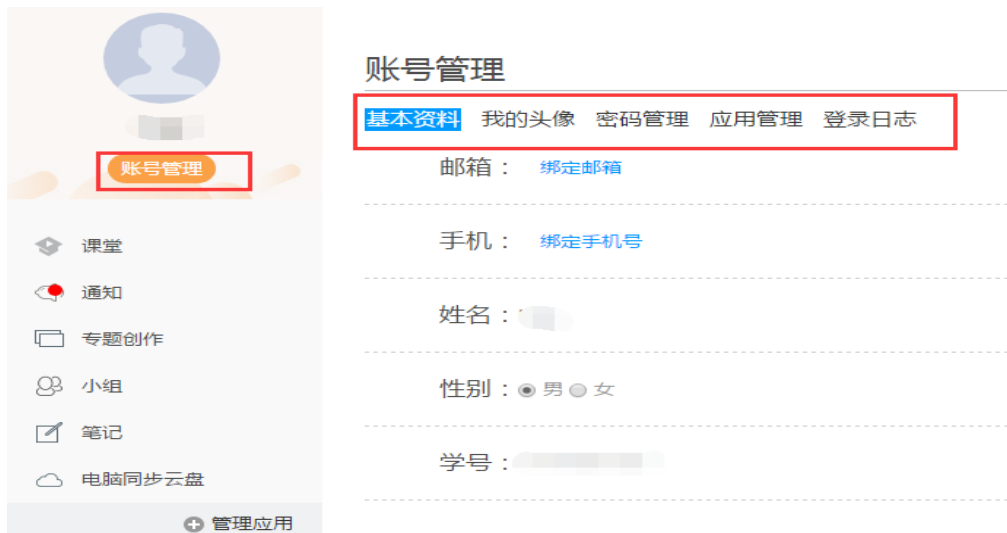 账号管理
课堂
通知
专题创作
小组
笔记
电脑同步云盘
管理应用
账号管理
基本资料 我的头像 密码管理 应用管理 登录日志
邮箱： 绑定邮箱
手机： 绑定手机号
姓名：
性别： 男 女
学号：